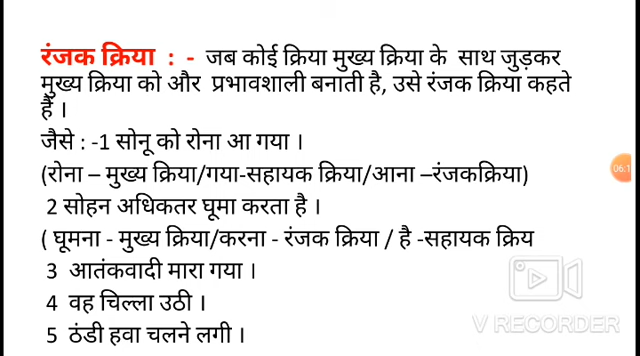 रंजक क्रिया : - जब कोई क्रिया मुख्य क्रिया के साथ जुड़कर
मुख्य क्रिया को और प्रभावशाली बनाती है, उसे रंजक क्रिया कहते
हैं ।
जैसे : -1 सोनू को रोना आ गया ।
(रोना – मुख्य क्रिया/गया-सहायक क्रिया/आना –रंजकक्रिया)
2 सोहन अधिकतर घूमा करता है ।
( घूमना - मुख्य क्रिया/करना - रंजक क्रिया / है -सहायक क्रिय
3 आतंकवादी मारा गया ।
4 वह चिल्ला उठी ।
5 ठंडी हवा चलने लगी ।
06:1
V RECORDER